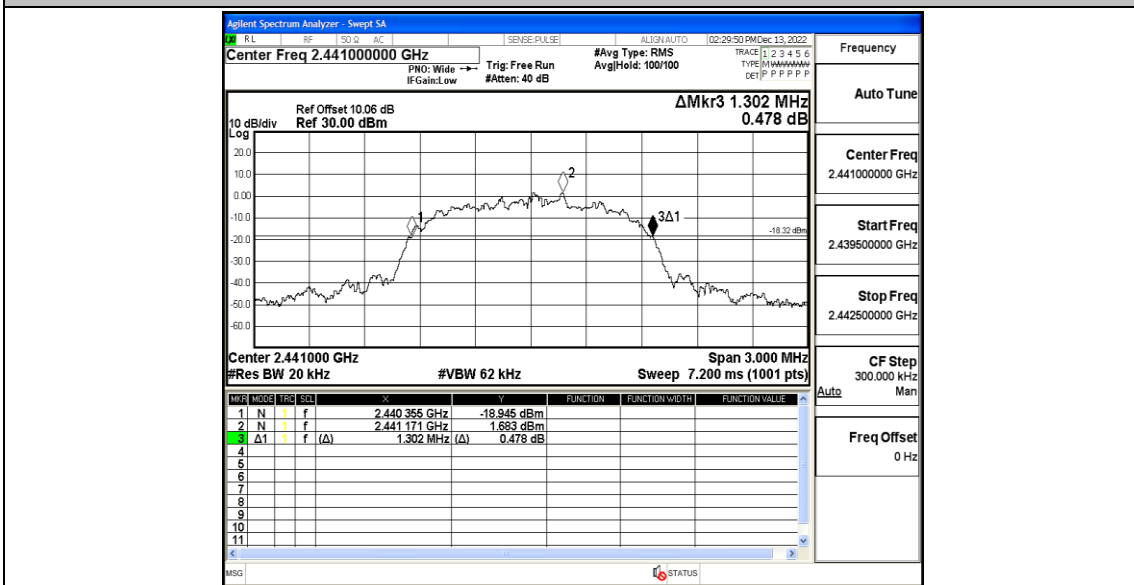 Agilent Spectrum Analyzer - Swept SA
R L RF 50 Ω AC SENSE:PULSE ALIGNAUTO 02:29:50 PM Dec 13, 2022
Center Freq 2.441000000 GHz
PNO: Wide
IFGain:Low
Trig: Free Run
#Atten: 40 dB
#Avg Type: RMS
Avg|Hold: 100/100
TRACE 1 2 3 4 5 6
TYPE M WWWWW
DET P P P P P P
Frequency
Auto Tune
Center Freq
2.441000000 GHz
Start Freq
2.439500000 GHz
Stop Freq
2.442500000 GHz
CF Step
300.000 kHz
Auto Man
Freq Offset
0 Hz
ΔMkr3 1.302 MHz
0.478 dB
Ref Offset 10.06 dB
10 dB/div Ref 30.00 dBm
Log
20.0
10.0
0.00
-10.0
-20.0
-30.0
-40.0
-50.0
-60.0
1
2
3Δ1
-18.32 dBm
Center 2.441000 GHz Span 3.000 MHz
#Res BW 20 kHz #VBW 62 kHz Sweep 7.200 ms (1001 pts)
MKR MODE TRC SCL X Y FUNCTION FUNCTION WIDTH FUNCTION VALUE
1 N 1 f 2.440 355 GHz -18.945 dBm
2 N 1 f 2.441 171 GHz 1.683 dBm
3 Δ1 1 f (Δ) 1.302 MHz (Δ) 0.478 dB
4
5
6
7
8
9
10
11
MSG STATUS